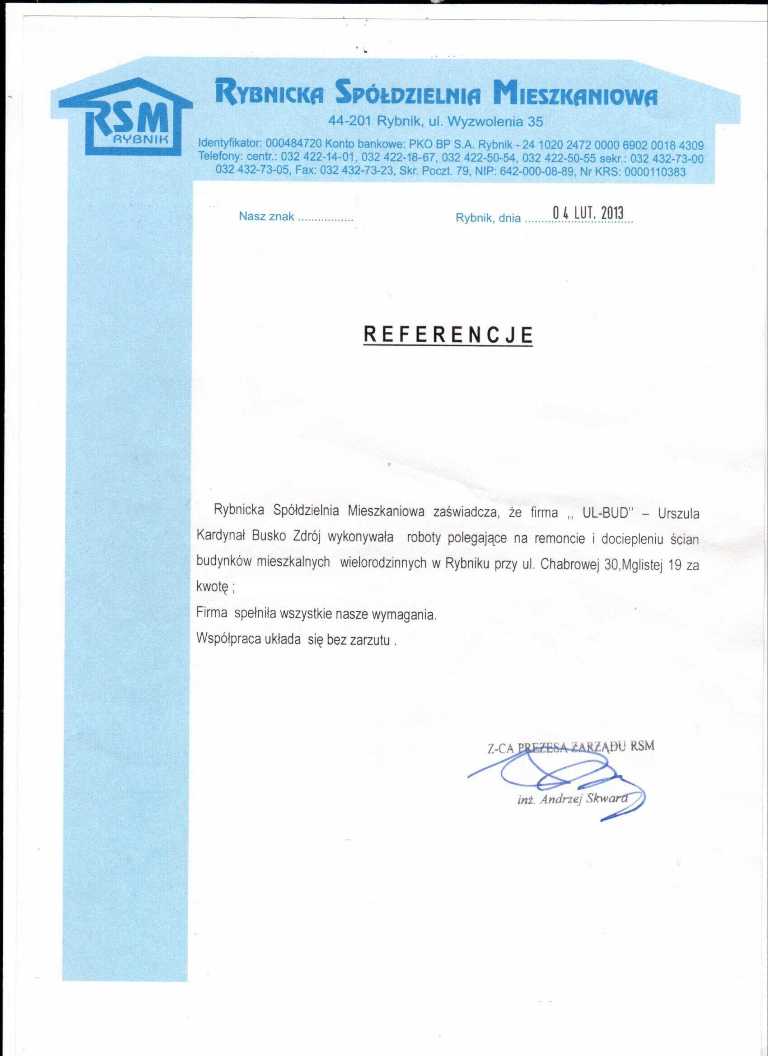 RSM
RYBNIK
RYBNICKA SPÓŁDZIELNIA MIESZKANIOWA
44-201 Rybnik, ul. Wyzwolenia 35
Identyfikator: 000484720 Konto bankowe: PKO BP S.A. Rybnik - 24 1020 2472 0000 6902 0018 4309
Telefony: centr.: 032 422-14-01, 032 422-18-67, 032 422-50-54, 032 422-50-55 sekr.: 032 432-73-00
032 432-73-05, Fax: 032 432-73-23, Skr. Poczt. 79, NIP: 642-000-08-89, Nr KRS: 0000110383
Nasz znak .................
Rybnik, dnia ........04 LUT. 2013...
REFERENCJE
Rybnicka Spółdzielnia Mieszkaniowa zaświadcza, że firma ,, UL-BUD" – Urszula
Kardynał Busko Zdrój wykonywała roboty polegające na remoncie i dociepleniu ścian
budynków mieszkalnych wielorodzinnych w Rybniku przy ul. Chabrowej 30,Mglistej 19 za
kwotę ;
Firma spełniła wszystkie nasze wymagania.
Współpraca układa się bez zarzutu .
Z-CA PREZESA ZARZĄDU RSM
inż. Andrzej Skwara